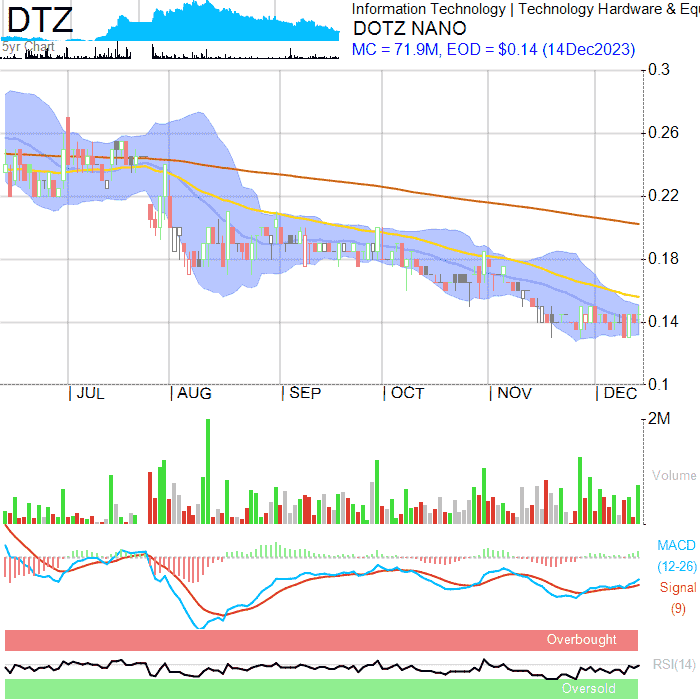 DTZ
Information Technology | Technology Hardware & Equ
DOTZ NANO
5yr Chart
MC = 71.9M, EOD = $0.14 (14Dec2023)
0.3
0.26
0.22
0.18
0.14
0.1
JUL AUG SEP OCT NOV DEC
2M
Volume
MACD
(12-26)
Signal
(9)
Overbought
RSI(14)
Oversold